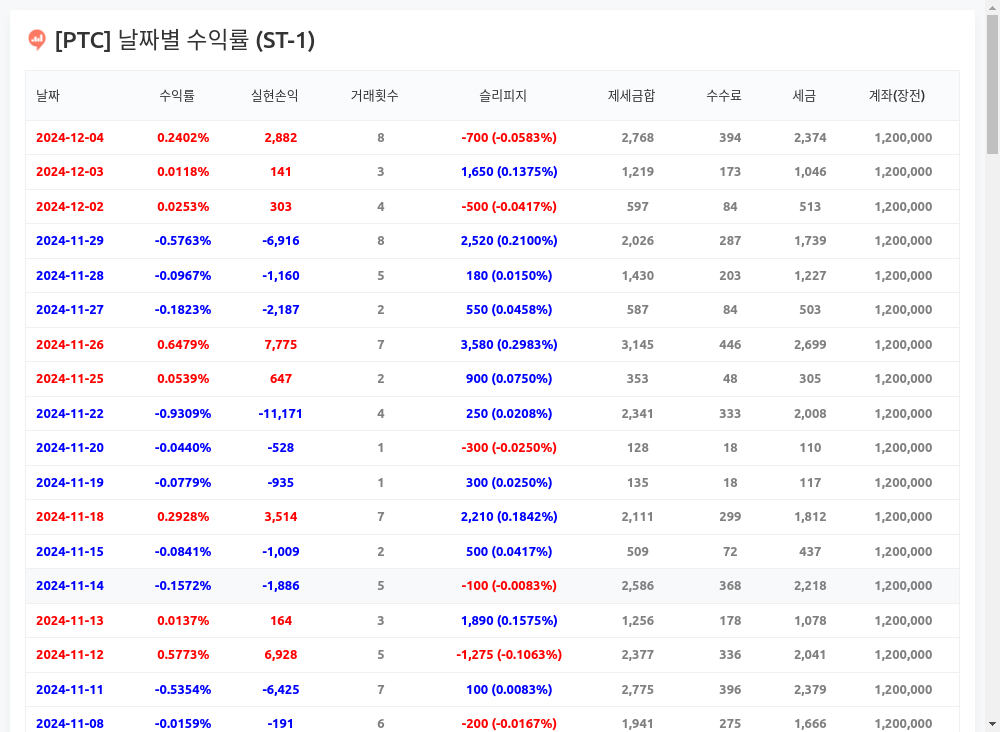 [PTC] 날짜별 수익률 (ST-1)
날짜 수익률 실현손익 거래횟수 슬리피지 제세금합 수수료 세금 계좌(장전)
2024-12-04 0.2402% 2,882 8 -700 (-0.0583%) 2,768 394 2,374 1,200,000
2024-12-03 0.0118% 141 3 1,650 (0.1375%) 1,219 173 1,046 1,200,000
2024-12-02 0.0253% 303 4 -500 (-0.0417%) 597 84 513 1,200,000
2024-11-29 -0.5763% -6,916 8 2,520 (0.2100%) 2,026 287 1,739 1,200,000
2024-11-28 -0.0967% -1,160 5 180 (0.0150%) 1,430 203 1,227 1,200,000
2024-11-27 -0.1823% -2,187 2 550 (0.0458%) 587 84 503 1,200,000
2024-11-26 0.6479% 7,775 7 3,580 (0.2983%) 3,145 446 2,699 1,200,000
2024-11-25 0.0539% 647 2 900 (0.0750%) 353 48 305 1,200,000
2024-11-22 -0.9309% -11,171 4 250 (0.0208%) 2,341 333 2,008 1,200,000
2024-11-20 -0.0440% -528 1 -300 (-0.0250%) 128 18 110 1,200,000
2024-11-19 -0.0779% -935 1 300 (0.0250%) 135 18 117 1,200,000
2024-11-18 0.2928% 3,514 7 2,210 (0.1842%) 2,111 299 1,812 1,200,000
2024-11-15 -0.0841% -1,009 2 500 (0.0417%) 509 72 437 1,200,000
2024-11-14 -0.1572% -1,886 5 -100 (-0.0083%) 2,586 368 2,218 1,200,000
2024-11-13 0.0137% 164 3 1,890 (0.1575%) 1,256 178 1,078 1,200,000
2024-11-12 0.5773% 6,928 5 -1,275 (-0.1063%) 2,377 336 2,041 1,200,000
2024-11-11 -0.5354% -6,425 7 100 (0.0083%) 2,775 396 2,379 1,200,000
2024-11-08 -0.0159% -191 6 -200 (-0.0167%) 1,941 275 1,666 1,200,000